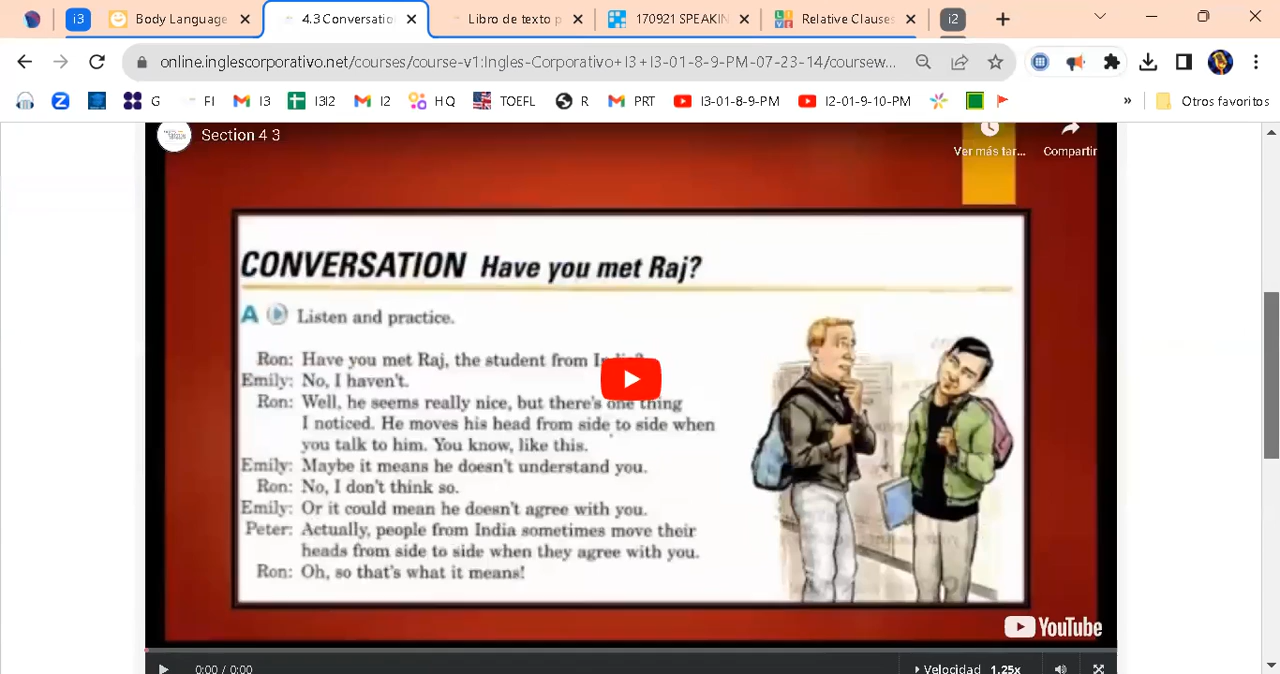 i3 Body Language 4.3 Conversatio Libro de texto p 170921 SPEAKIN Relative Clauses i2
online.inglescorporativo.net/courses/course-v1:Ingles-Corporativo+I3+I3-01-8-9-PM-07-23-14/coursew...
G FI I3 I3I2 I2 HQ TOEFL R PRT I3-01-8-9-PM I2-01-9-10-PM » Otros favoritos
Section 4 3
Ver más tar... Compartir
CONVERSATION Have you met Raj?
A Listen and practice.
Ron: Have you met Raj, the student from
Emily: No, I haven't.
Ron: Well, he seems really nice, but there's one thing
I noticed. He moves his head from side to side when
you talk to him. You know, like this.
Emily: Maybe it means he doesn't understand you.
Ron: No, I don't think so.
Emily: Or it could mean he doesn't agree with you.
Peter: Actually, people from India sometimes move their
heads from side to side when they agree with you.
Ron: Oh, so that's what it means!
YouTube
0:00 / 0:00 Velocidad 1.25x